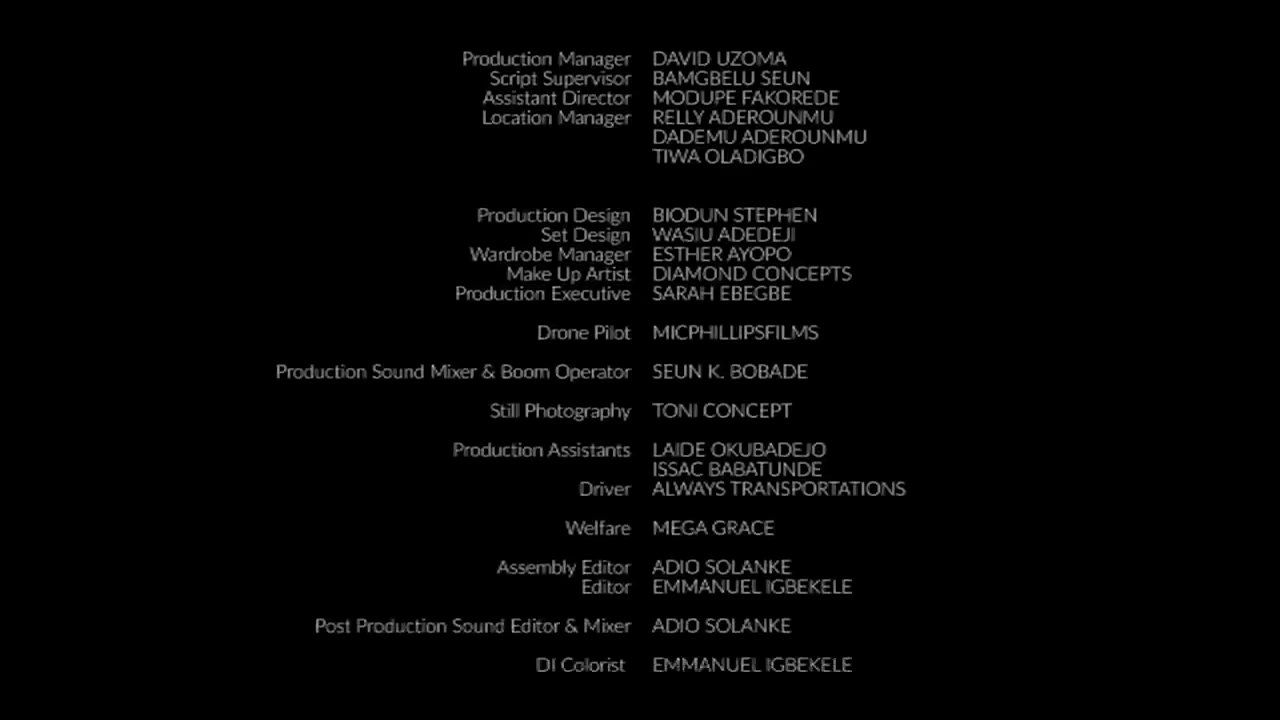 Production Manager DAVID UZOMA
Script Supervisor BAMGBELU SEUN
Assistant Director MODUPE FAKOREDE
Location Manager RELLY ADEROUNMU
DADEMU ADEROUNMU
TIWA OLADIGBO
Production Design BIODUN STEPHEN
Set Design WASIU ADEDEJI
Wardrobe Manager ESTHER AYOPO
Make Up Artist DIAMOND CONCEPTS
Production Executive SARAH EBEGBE
Drone Pilot MICPHILLIPSFILMS
Production Sound Mixer & Boom Operator SEUN K. BOBADE
Still Photography TONI CONCEPT
Production Assistants LAIDE OKUBADEJO
ISSAC BABATUNDE
Driver ALWAYS TRANSPORTATIONS
Welfare MEGA GRACE
Assembly Editor ADIO SOLANKE
Editor EMMANUEL IGBEKELE
Post Production Sound Editor & Mixer ADIO SOLANKE
DI Colorist EMMANUEL IGBEKELE